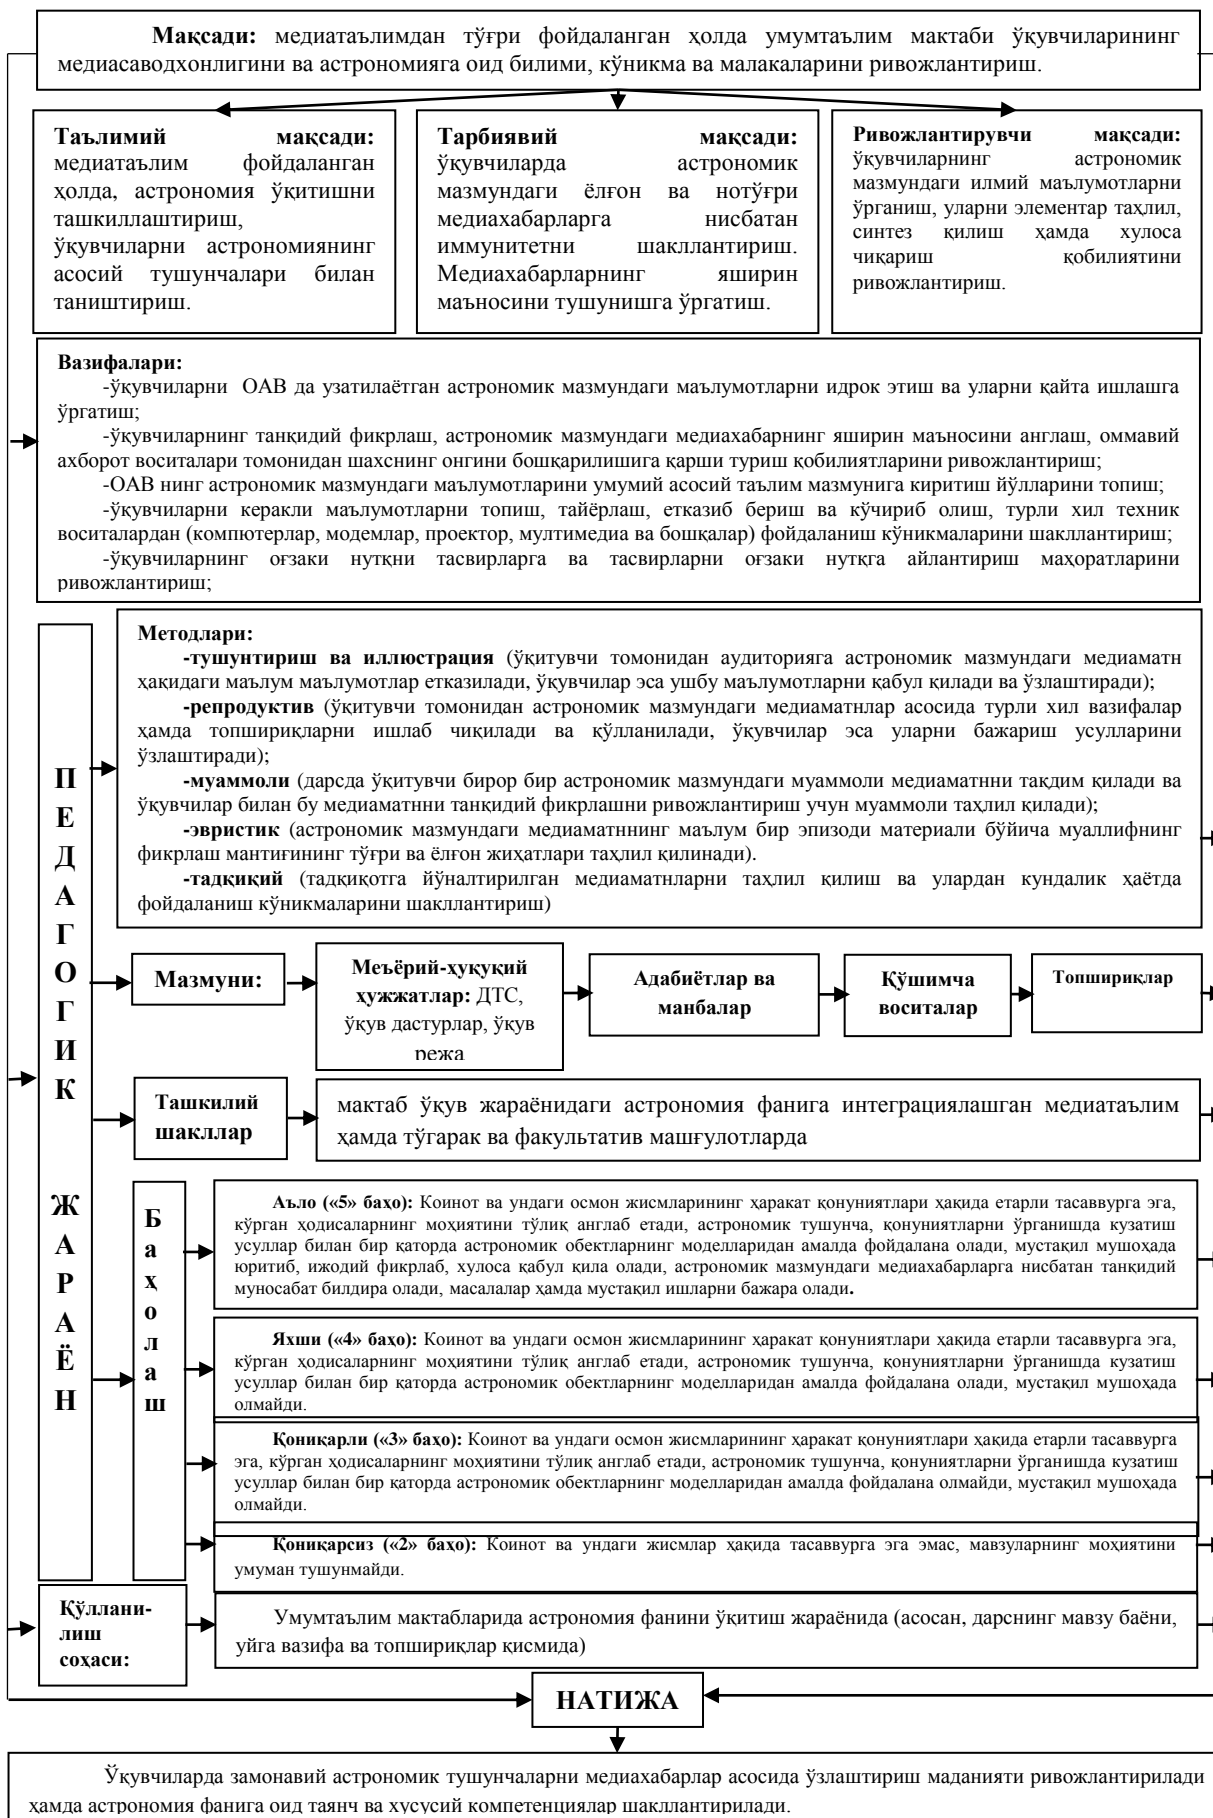 Мақсади: медиатаълимдан тўғри фойдаланган ҳолда умумтаълим мактаби ўқувчиларининг
медиасаводхонлигини ва астрономияга оид билими, кўникма ва малакаларини ривожлантириш.
Таълимий мақсади:
медиатаълим фойдаланган
ҳолда, астрономия ўқитишни
ташкиллаштириш,
ўқувчиларни астрономиянинг
асосий тушунчалари билан
таништириш.
Тарбиявий мақсади:
ўқувчиларда астрономик
мазмундаги ёлғон ва нотўғри
медиахабарларга нисбатан
иммунитетни шакллантириш.
Медиахабарларнинг яширин
маъносини тушунишга ўргатиш.
Ривожлантирувчи мақсади:
ўқувчиларнинг астрономик
мазмундаги илмий маълумотларни
ўрганиш, уларни элементар таҳлил,
синтез қилиш ҳамда хулоса
чиқариш қобилиятини
ривожлантириш.
Вазифалари:
-ўқувчиларни ОАВ да узатилаётган астрономик мазмундаги маълумотларни идрок этиш ва уларни қайта ишлашга
ўргатиш;
-ўқувчиларнинг танқидий фикрлаш, астрономик мазмундаги медиахабарнинг яширин маъносини англаш, оммавий
ахборот воситалари томонидан шахснинг онгини бошқарилишига қарши туриш қобилиятларини ривожлантириш;
-ОАВ нинг астрономик мазмундаги маълумотларини умумий асосий таълим мазмунига киритиш йўлларини топиш;
-ўқувчиларни керакли маълумотларни топиш, тайёрлаш, етказиб бериш ва кўчириб олиш, турли хил техник
воситалардан (компютерлар, модемлар, проектор, мултимедиа ва бошқалар) фойдаланиш кўникмаларини шакллантириш;
-ўқувчиларнинг оғзаки нутқни тасвирларга ва тасвирларни оғзаки нутқга айлантириш маҳоратларини
ривожлантириш;
ПЕДАГОГИК ЖАРАЁН
Методлари:
-тушунтириш ва иллюстрация (ўқитувчи томонидан аудиторияга астрономик мазмундаги медиаматн
ҳақидаги маълум маълумотлар етказилади, ўқувчилар эса ушбу маълумотларни қабул қилади ва ўзлаштиради);
-репродуктив (ўқитувчи томонидан астрономик мазмундаги медиаматнлар асосида турли хил вазифалар
ҳамда топшириқларни ишлаб чиқилади ва қўлланилади, ўқувчилар эса уларни бажариш усулларини
ўзлаштиради);
-муаммоли (дарсда ўқитувчи бирор бир астрономик мазмундаги муаммоли медиаматнни тақдим қилади ва
ўқувчилар билан бу медиаматнни танқидий фикрлашни ривожлантириш учун муаммоли таҳлил қилади);
-эвристик (астрономик мазмундаги медиаматннинг маълум бир эпизоди материали бўйича муаллифнинг
фикрлаш мантиғининг тўғри ва ёлғон жиҳатлари таҳлил қилинади).
-тадқиқий (тадқиқотга йўналтирилган медиаматнларни таҳлил қилиш ва улардан кундалик ҳаётда
фойдаланиш кўникмаларини шакллантириш)
Мазмуни:
Меъёрий-ҳуқуқий
ҳужжатлар: ДТС,
ўқув дастурлар, ўқув
режа
Адабиётлар ва
манбалар
Қўшимча
воситалар
Топшириқлар
Ташкилий
шакллар
мактаб ўқув жараёнидаги астрономия фанига интеграциялашган медиатаълим
ҳамда тўгарак ва факультатив машғулотларда
Баҳолаш
Аъло («5» баҳо): Коинот ва ундаги осмон жисмларининг ҳаракат қонуниятлари ҳақида етарли тасаввурга эга,
кўрган ҳодисаларнинг моҳиятини тўлиқ англаб етади, астрономик тушунча, қонуниятларни ўрганишда кузатиш
усуллар билан бир қаторда астрономик обектларнинг моделларидан амалда фойдалана олади, мустақил мушоҳада
юритиб, ижодий фикрлаб, хулоса қабул қила олади, астрономик мазмундаги медиахабарларга нисбатан танқидий
муносабат билдира олади, масалалар ҳамда мустақил ишларни бажара олади.
Яхши («4» баҳо): Коинот ва ундаги осмон жисмларининг ҳаракат қонуниятлари ҳақида етарли тасаввурга эга,
кўрган ҳодисаларнинг моҳиятини тўлиқ англаб етади, астрономик тушунча, қонуниятларни ўрганишда кузатиш
усуллар билан бир қаторда астрономик обектларнинг моделларидан амалда фойдалана олади, мустақил мушоҳада
олмайди.
Қониқарли («3» баҳо): Коинот ва ундаги осмон жисмларининг ҳаракат қонуниятлари ҳақида етарли тасаввурга
эга, кўрган ҳодисаларнинг моҳиятини тўлиқ англаб етади, астрономик тушунча, қонуниятларни ўрганишда кузатиш
усуллар билан бир қаторда астрономик обектларнинг моделларидан амалда фойдалана олмайди, мустақил мушоҳада
олмайди.
Қониқарсиз («2» баҳо): Коинот ва ундаги жисмлар ҳақида тасаввурга эга эмас, мавзуларнинг моҳиятини
умуман тушунмайди.
Қўллани-
лиш
соҳаси:
Умумтаълим мактабларида астрономия фанини ўқитиш жараёнида (асосан, дарснинг мавзу баёни,
уйга вазифа ва топшириқлар қисмида)
НАТИЖА
Ўқувчиларда замонавий астрономик тушунчаларни медиахабарлар асосида ўзлаштириш маданияти ривожлантирилади
ҳамда астрономия фанига оид таянч ва хусусий компетенциялар шакллантирилади.